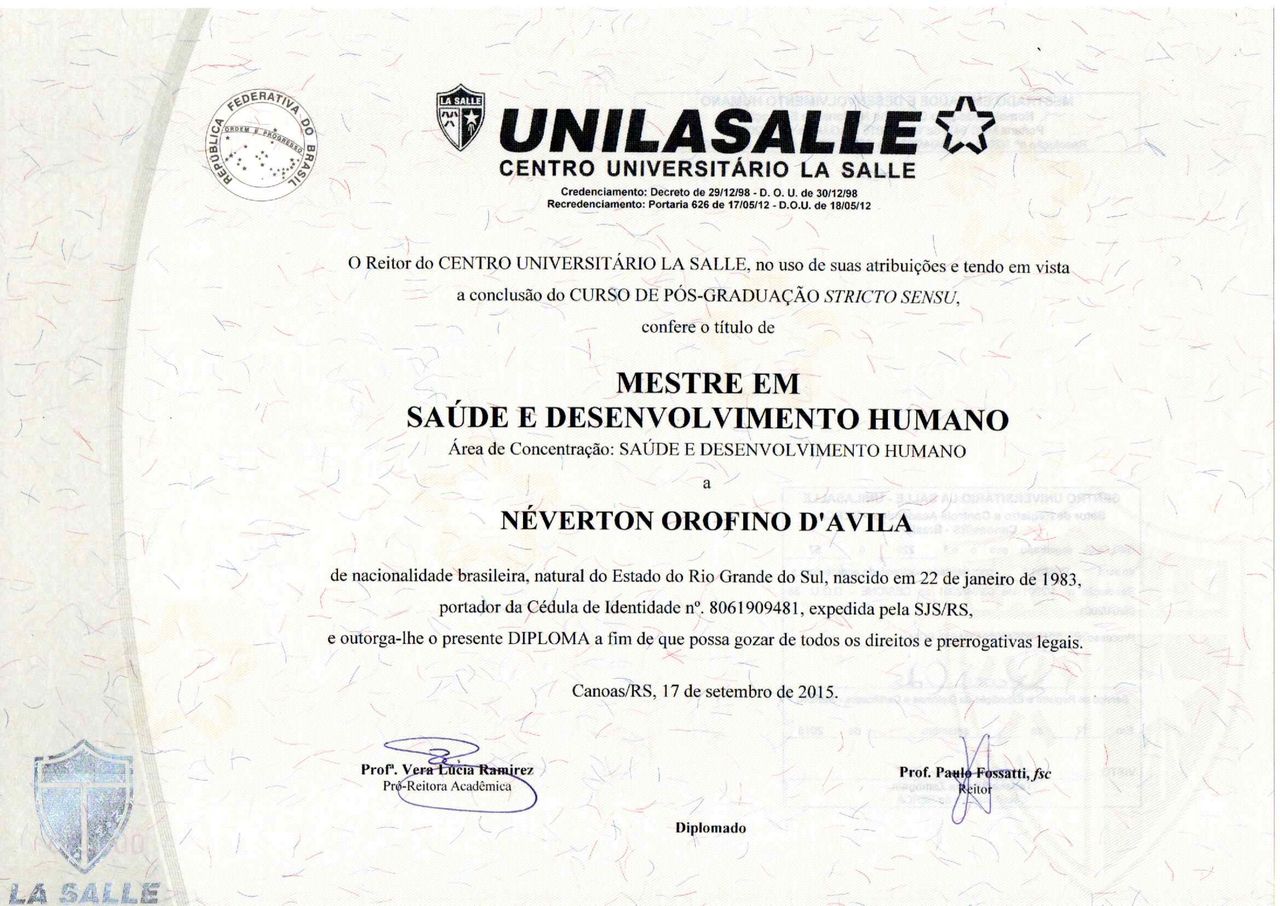 REPÚBLICA FEDERATIVA DO BRASIL
ORDEM E PROGRESSO
LA SALLE
UNILASALLE
CENTRO UNIVERSITÁRIO LA SALLE
Credenciamento: Decreto de 29/12/98 - D. O. U. de 30/12/98
Recredenciamento: Portaria 626 de 17/05/12 - D.O.U. de 18/05/12
O Reitor do CENTRO UNIVERSITÁRIO LA SALLE, no uso de suas atribuições e tendo em vista
a conclusão do CURSO DE PÓS-GRADUAÇÃO STRICTO SENSU,
confere o título de
MESTRE EM
SAÚDE E DESENVOLVIMENTO HUMANO
Área de Concentração: SAÚDE E DESENVOLVIMENTO HUMANO
a
NÉVERTON OROFINO D'AVILA
de nacionalidade brasileira, natural do Estado do Rio Grande do Sul, nascido em 22 de janeiro de 1983,
portador da Cédula de Identidade nº. 8061909481, expedida pela SJS/RS,
e outorga-lhe o presente DIPLOMA a fim de que possa gozar de todos os direitos e prerrogativas legais.
Canoas/RS, 17 de setembro de 2015.
Profª. Vera Lúcia Ramirez
Pró-Reitora Acadêmica
Prof. Paulo Fossatti, fsc
Reitor
Diplomado
LA SALLE